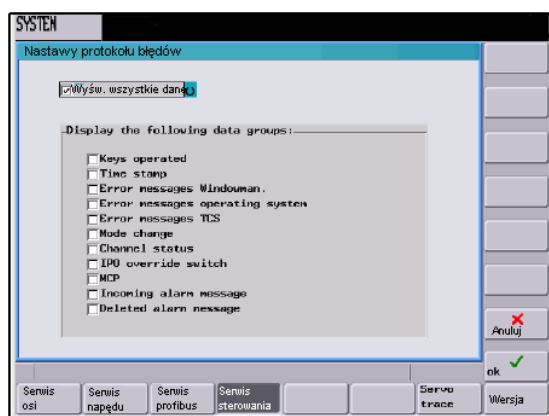 SYSTEM
Nastawy protokołu błędów
Wyśw. wszystkie dane
Display the following data groups:
Keys operated
Time stamp
Error messages Windowman.
Error messages operating system
Error messages TCS
Mode change
Channel status
IPO override switch
MCP
Incoming alarm message
Deleted alarm message
Anuluj
ok
Serwis osi
Serwis napędu
Serwis profibus
Serwis sterowania
Servo trace
Wersja